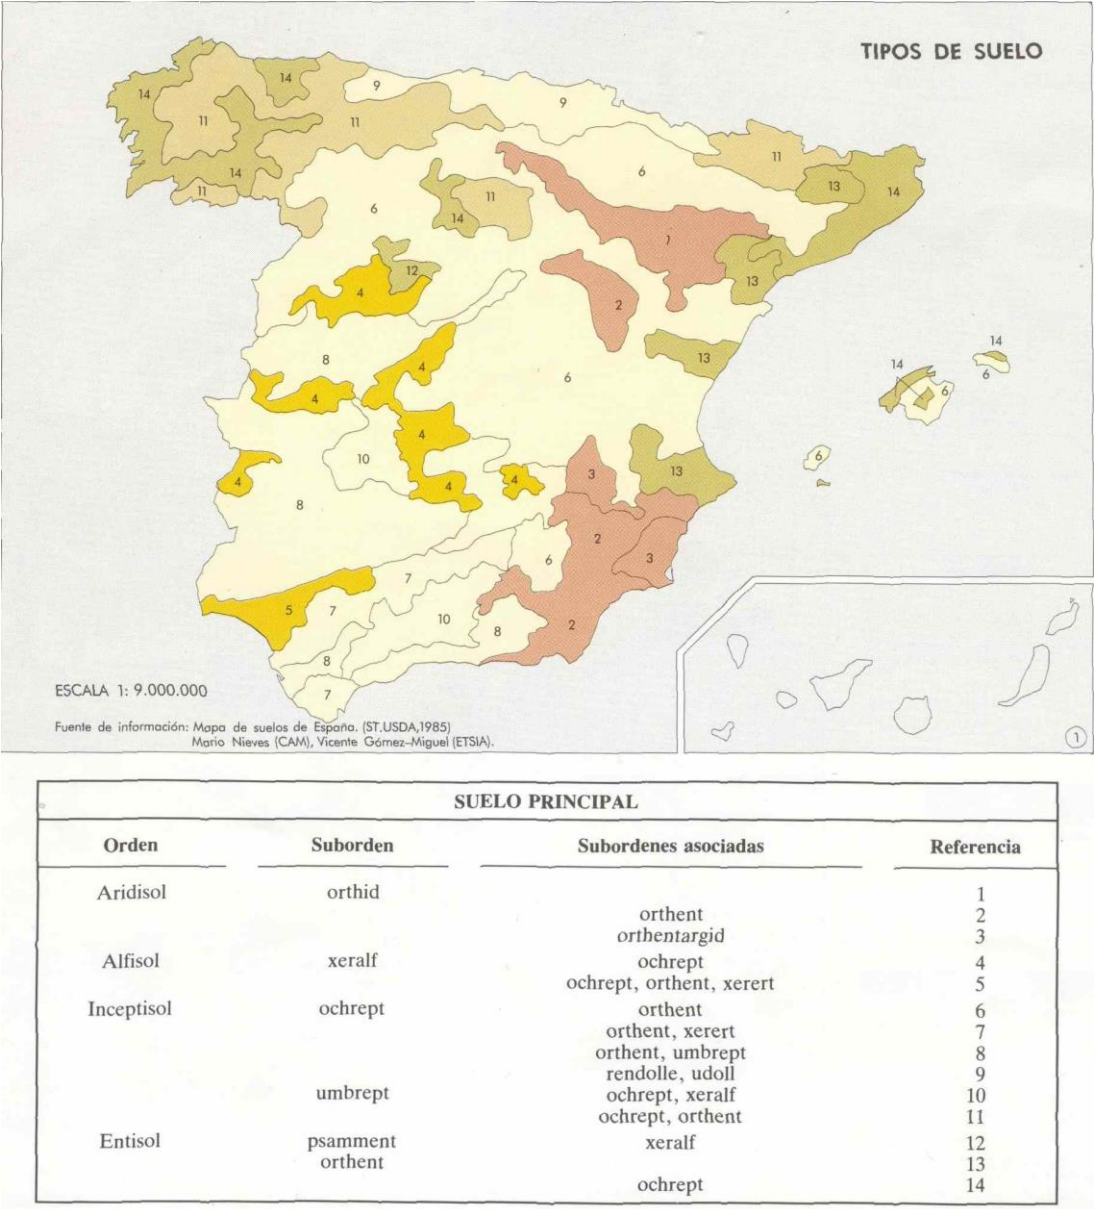 TIPOS DE SUELO
14
9
9
14
11
11
11
6
14
13
14
11
11
14
6
1
12
13
4
2
14
8
13
14
6
4
6
6
4
4
10
6
3
13
4
4
4
8
2
6
3
7
5
7
10
2
8
8
7
ESCALA 1: 9.000.000
Fuente de información: Mapa de suelos de España. (ST.USDA,1985)
Mario Nieves (CAM), Vicente Gómez-Miguel (ETSIA).
1
SUELO PRINCIPAL
Orden Suborden Subordenes asociadas Referencia
Aridisol orthid 1
orthent 2
orthentargid 3
Alfisol xeralf ochrept 4
ochrept, orthent, xerert 5
Inceptisol ochrept orthent 6
orthent, xerert 7
orthent, umbrept 8
rendolle, udoll 9
umbrept ochrept, xeralf 10
ochrept, orthent 11
Entisol psamment xeralf 12
orthent 13
ochrept 14